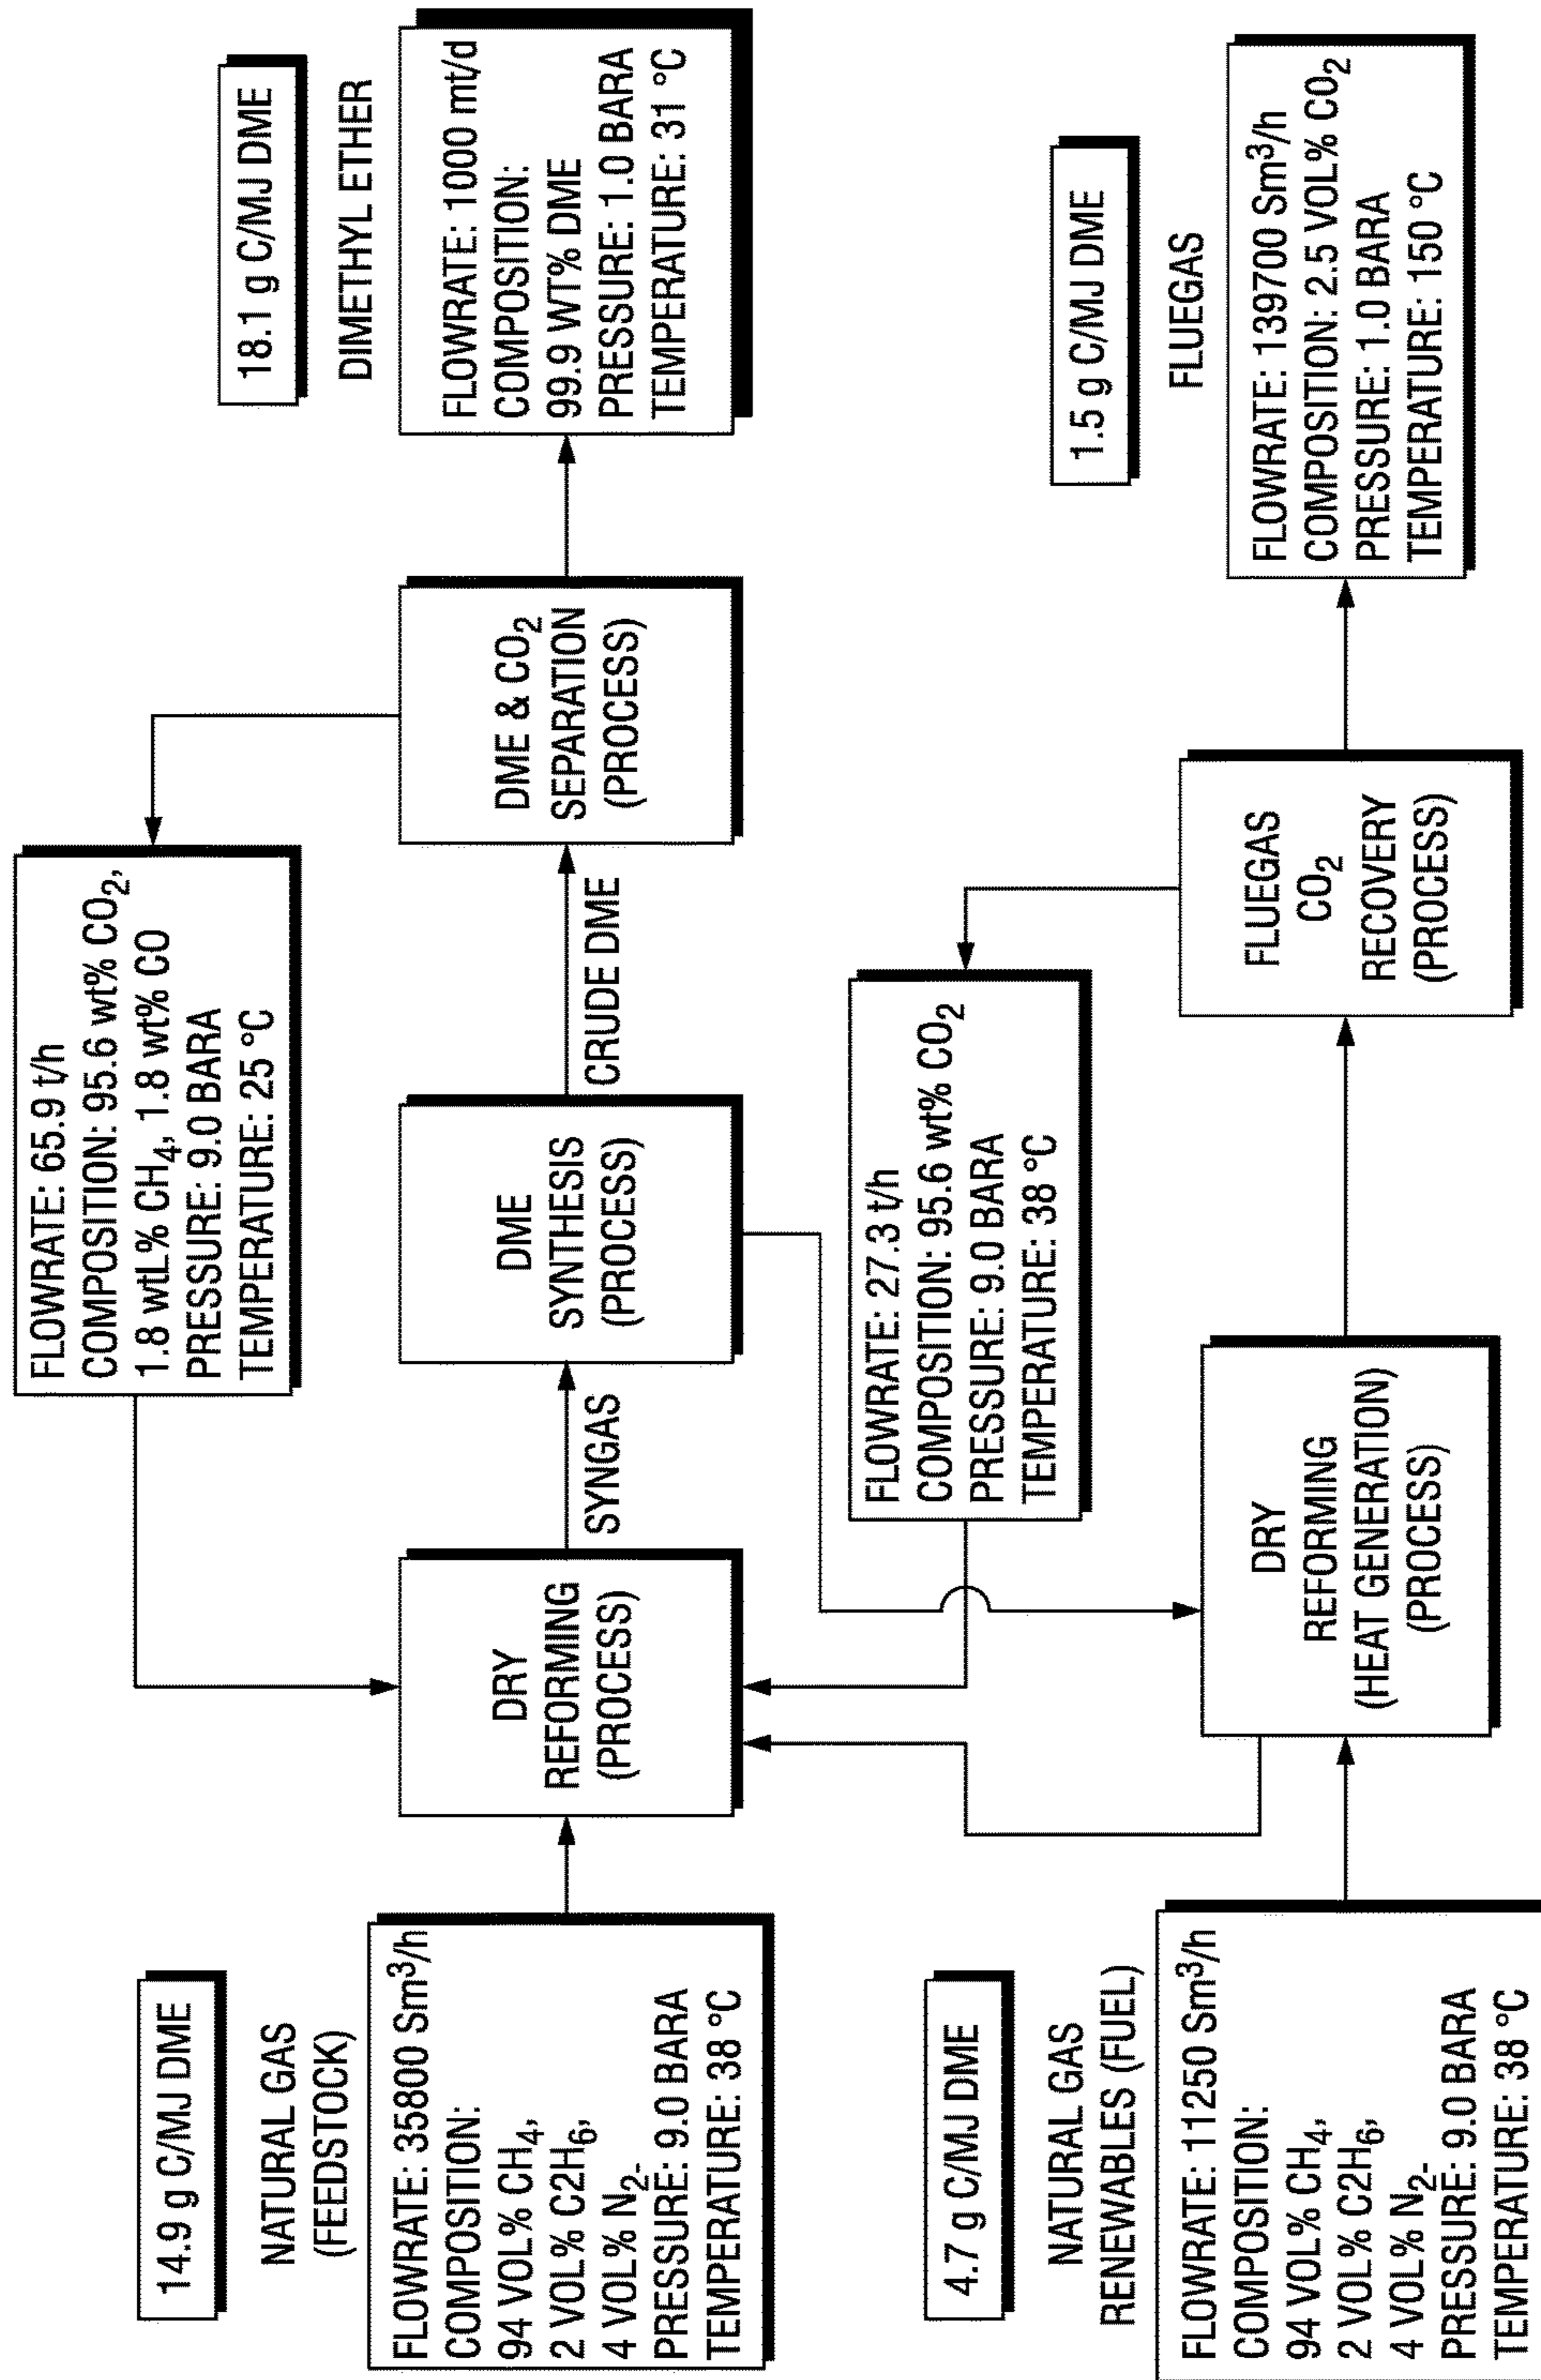 14.9 g C/MJ DME
NATURAL GAS
(FEEDSTOCK)
FLOWRATE: 35800 Sm³/h
COMPOSITION:
94 VOL% CH₄,
2 VOL% C2H₆,
4 VOL% N₂-
PRESSURE: 9.0 BARA
TEMPERATURE: 38 °C
FLOWRATE: 65.9 t/h
COMPOSITION: 95.6 wt% CO₂,
1.8 wtL% CH₄, 1.8 wt% CO
PRESSURE: 9.0 BARA
TEMPERATURE: 25 °C
DRY
REFORMING
(PROCESS)
SYNGAS
DME
SYNTHESIS
(PROCESS)
CRUDE DME
DME & CO₂
SEPARATION
(PROCESS)
18.1 g C/MJ DME
DIMETHYL ETHER
FLOWRATE: 1000 mt/d
COMPOSITION:
99.9 WT% DME
PRESSURE: 1.0 BARA
TEMPERATURE: 31 °C
4.7 g C/MJ DME
NATURAL GAS
RENEWABLES (FUEL)
FLOWRATE: 11250 Sm³/h
COMPOSITION:
94 VOL% CH₄,
2 VOL% C2H₆,
4 VOL% N₂-
PRESSURE: 9.0 BARA
TEMPERATURE: 38 °C
FLOWRATE: 27.3 t/h
COMPOSITION: 95.6 wt% CO₂
PRESSURE: 9.0 BARA
TEMPERATURE: 38 °C
DRY
REFORMING
(HEAT GENERATION)
(PROCESS)
FLUEGAS
CO₂
RECOVERY
(PROCESS)
1.5 g C/MJ DME
FLUEGAS
FLOWRATE: 139700 Sm³/h
COMPOSITION: 2.5 VOL% CO₂
PRESSURE: 1.0 BARA
TEMPERATURE: 150 °C